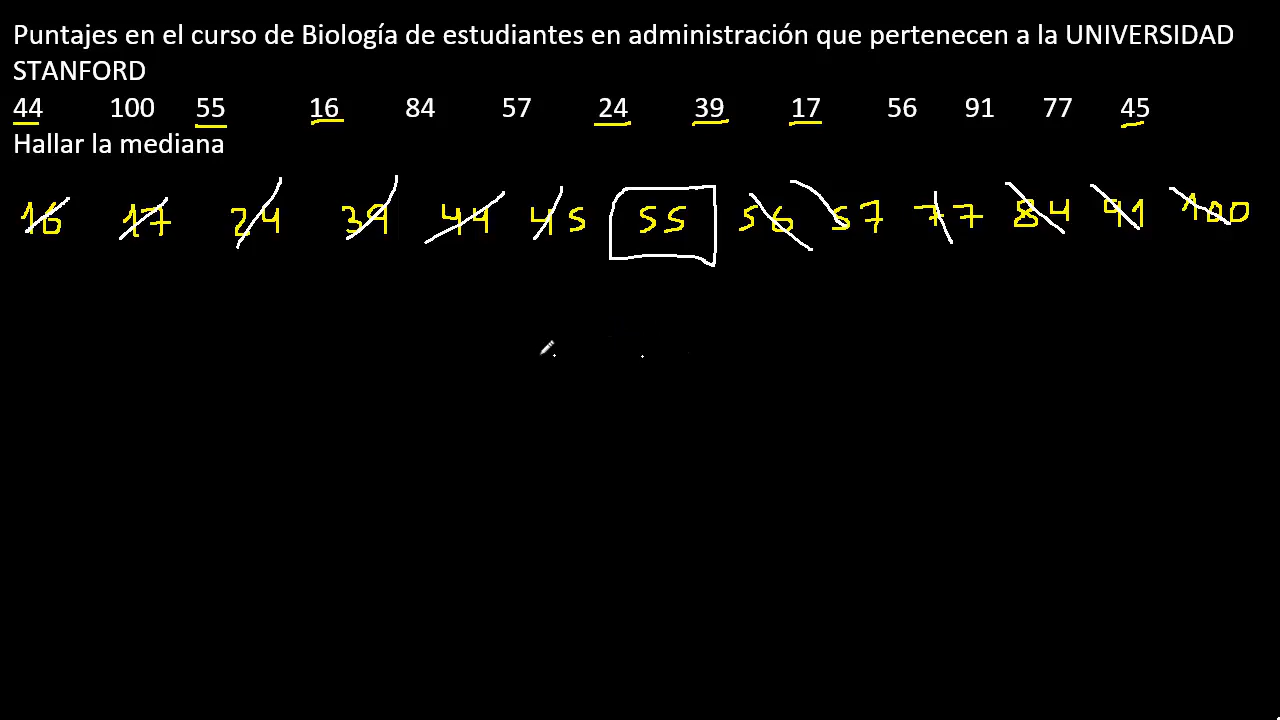 Puntajes en el curso de Biología de estudiantes en administración que pertenecen a la UNIVERSIDAD
STANFORD
44 100 55 16 84 57 24 39 17 56 91 77 45
Hallar la mediana
16 17 24 39 44 45 55 56 57 77 84 91 100